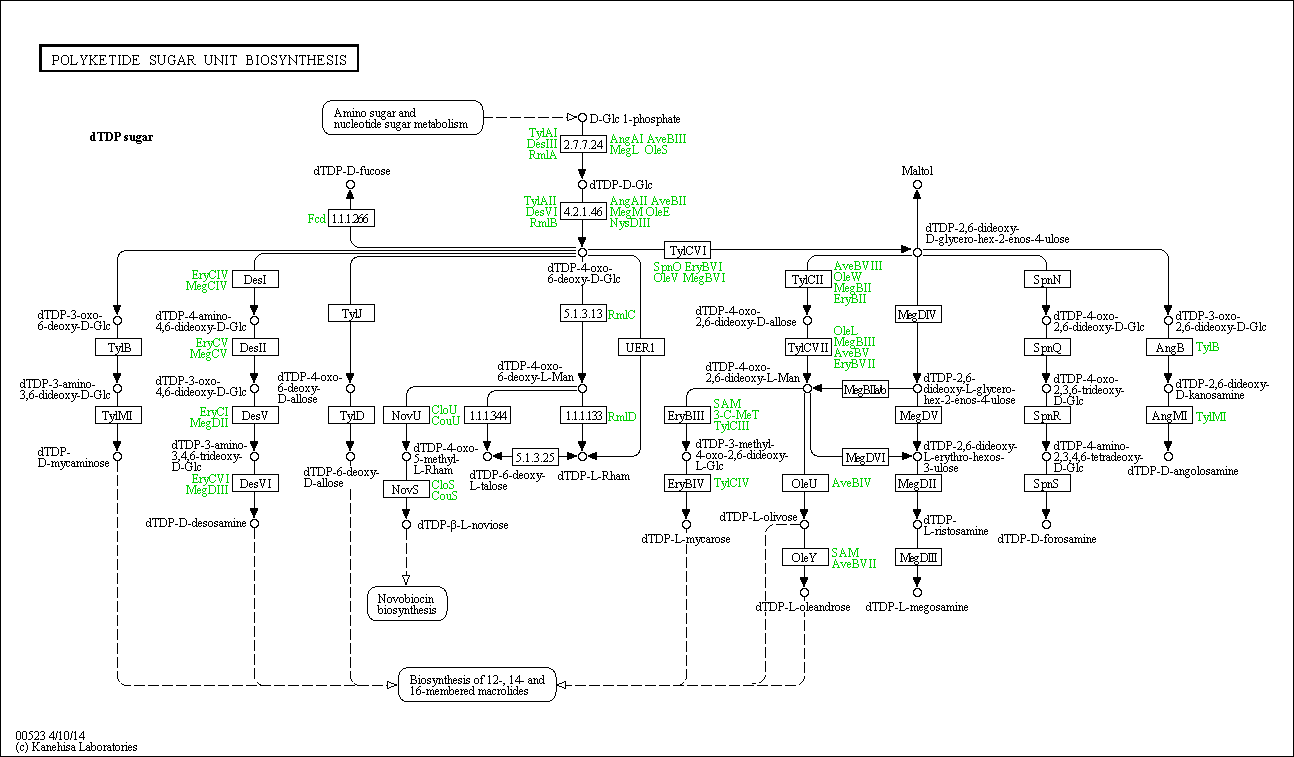 POLYKETIDE SUGAR UNIT BIOSYNTHESIS
dTDP sugar
Amino sugar and
nucleotide sugar metabolism
D-Glc 1-phosphate
TylAI
DesIII
RmlA
2.7.7.24
AngAI AveBIII
MegL OleS
dTDP-D-fucose
dTDP-D-Glc
Maltol
Fcd
1.1.1.266
TylAII
DesVI
RmlB
4.2.1.46
AngAII AveBII
MegM OleE
NysDIII
dTDP-2,6-dideoxy-
D-glycero-hex-2-enos-4-ulose
TylCVI
SpnO EryBVI
OleV MegBVI
dTDP-4-oxo-
6-deoxy-D-Glc
EryCIV
MegCIV
DesI
TylCII
AveBVIII
OleW
MegBII
EryBII
SpnN
dTDP-3-oxo-
6-deoxy-D-Glc
dTDP-4-amino-
4,6-dideoxy-D-Glc
TylJ
5.1.3.13
RmlC
dTDP-4-oxo-
2,6-dideoxy-D-allose
MegDIV
dTDP-4-oxo-
2,6-dideoxy-D-Glc
dTDP-3-oxo-
2,6-dideoxy-D-Glc
TylB
EryCV
MegCV
DesII
UER1
TylCVII
OleL
MegBIII
AveBV
EryBVII
SpnQ
AngB
TylB
dTDP-3-amino-
3,6-dideoxy-D-Glc
dTDP-3-oxo-
4,6-dideoxy-D-Glc
dTDP-4-oxo-
6-deoxy-D-allose
dTDP-4-oxo-
6-deoxy-L-Man
dTDP-4-oxo-
2,6-dideoxy-L-Man
dTDP-2,6-
dideoxy-L-glycero-
hex-2-enos-4-ulose
dTDP-4-oxo-
2,3,6-trideoxy-
D-Glc
dTDP-2,6-dideoxy-
D-kanosamine
TylMI
EryCI
MegDII
DesV
TylD
NovU
CloU
CouU
1.1.1.344
1.1.1.133
RmlD
EryBIII
SAM
3-C-MeT
TylCIII
MegDV
SpnR
AngMI
TylMI
dTDP-
D-mycaminose
dTDP-3-amino-
3,4,6-trideoxy-
D-Glc
dTDP-6-deoxy-
D-allose
dTDP-4-oxo-
5-methyl-
L-Rham
5.1.3.25
dTDP-6-deoxy-
L-talose
dTDP-L-Rham
dTDP-3-methyl-
4-oxo-2,6-dideoxy-
L-Glc
MegDVI
dTDP-2,6-dideoxy-
L-erythro-hexos-
3-ulose
dTDP-4-amino-
2,3,4,6-tetradeoxy-
D-Glc
dTDP-D-angolosamine
EryCVI
MegDIII
DesVI
NovS
CloS
CouS
EryBIV
TylCIV
OleU
AveBIV
MegDII
SpnS
dTDP-D-desosamine
dTDP-β-L-noviose
dTDP-L-mycarose
dTDP-L-olivose
dTDP-
L-ristosamine
dTDP-D-forosamine
OleY
SAM
AveBVII
MegDIII
Novobiocin
biosynthesis
dTDP-L-oleandrose
dTDP-L-megosamine
Biosynthesis of 12-, 14- and
16-membered macrolides
00523 4/10/14
(c) Kanehisa Laboratories